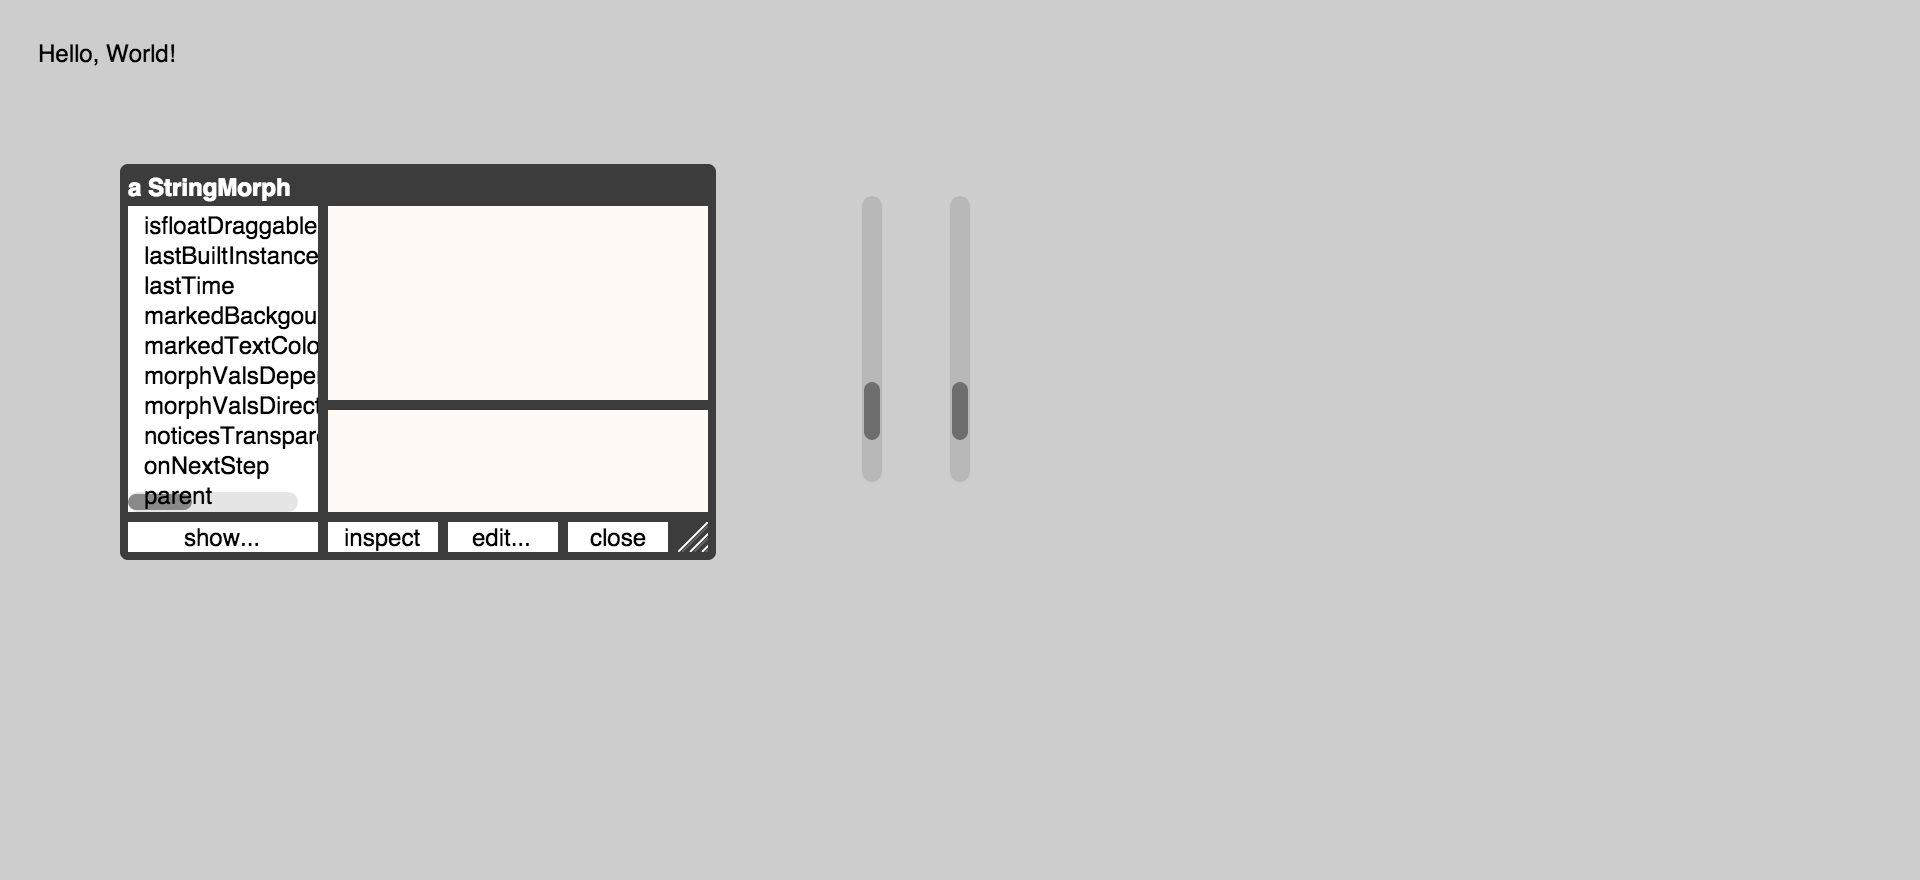 Hello, World!
a StringMorph
isfloatDraggable
lastBuiltInstance
lastTime
markedBackgou
markedTextColo
morphValsDepe
morphValsDirect
noticesTranspar
onNextStep
parent
show...
inspect
edit...
close